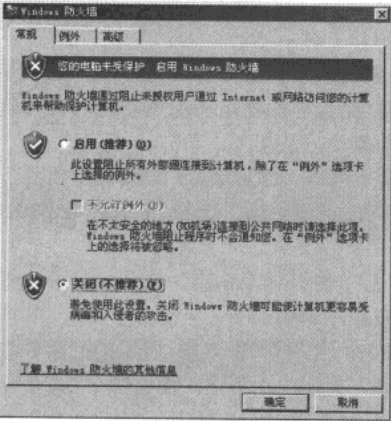 Windows 防火墙
常规 例外 高级
您的电脑未受保护 启用 Windows 防火墙
Windows 防火墙通过阻止未授权用户通过 Internet 或网络访问您的计算
机来帮助保护计算机。
启用(推荐)(O)
此设置阻止所有外部源连接到计算机，除了在“例外”选项卡
上选择的例外。
不允许例外(D)
在不太安全的地方(如机场)连接到公共网络时请选择此项。
Windows 防火墙阻止程序时不会通知您。在“例外”选项卡
上的选择将被忽略。
关闭(不推荐)(F)
避免使用此设置。关闭 Windows 防火墙可能使计算机更容易受
病毒和入侵者的攻击。
了解 Windows 防火墙的其他信息
确定 取消